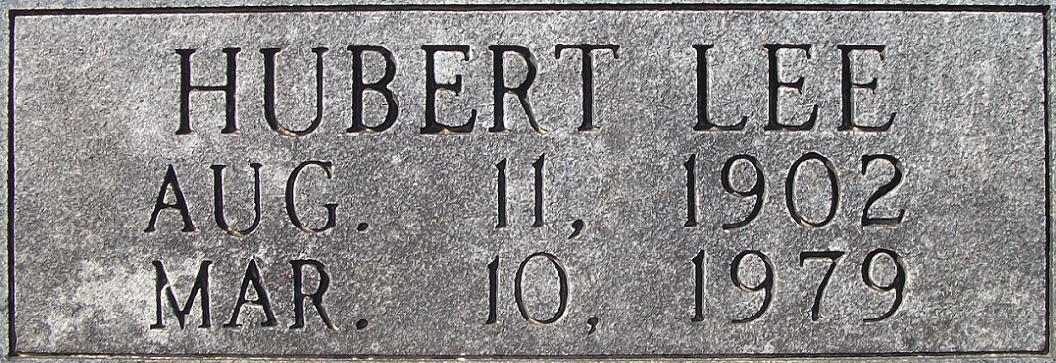 HUBERT LEE
AUG. 11, 1902
MAR. 10, 1979